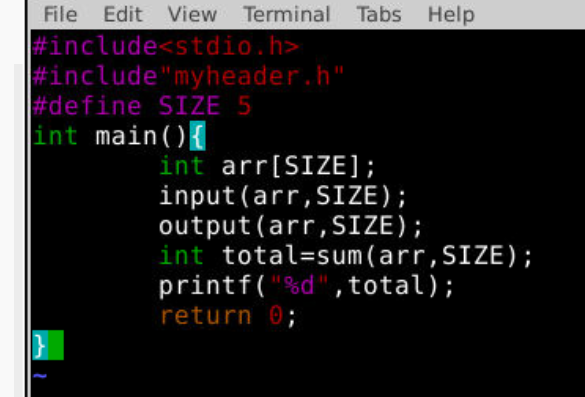 File Edit View Terminal Tabs Help
#include<stdio.h>
#include"myheader.h"
#define SIZE 5
int main(){
        int arr[SIZE];
        input(arr,SIZE);
        output(arr,SIZE);
        int total=sum(arr,SIZE);
        printf("%d",total);
        return 0;
}
~